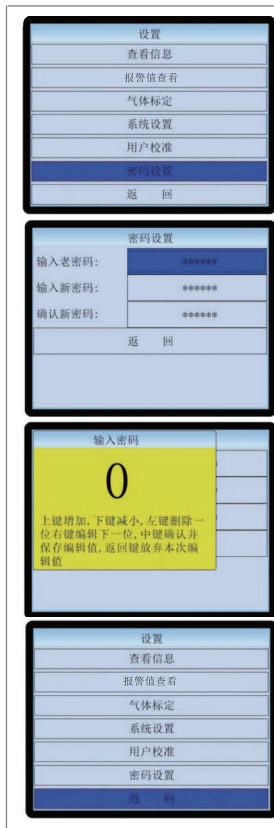 设置
查看信息
报警值查看
气体标定
系统设置
用户校准
密码设置
返 回
密码设置
输入老密码: ******
输入新密码: ******
确认新密码: ******
返 回
输入密码
0
上键增加,下键减小,左键删除一
位右键编辑下一位,中键确认并
保存编辑值,返回键放弃本次编
辑值
设置
查看信息
报警值查看
气体标定
系统设置
用户校准
密码设置
返 回